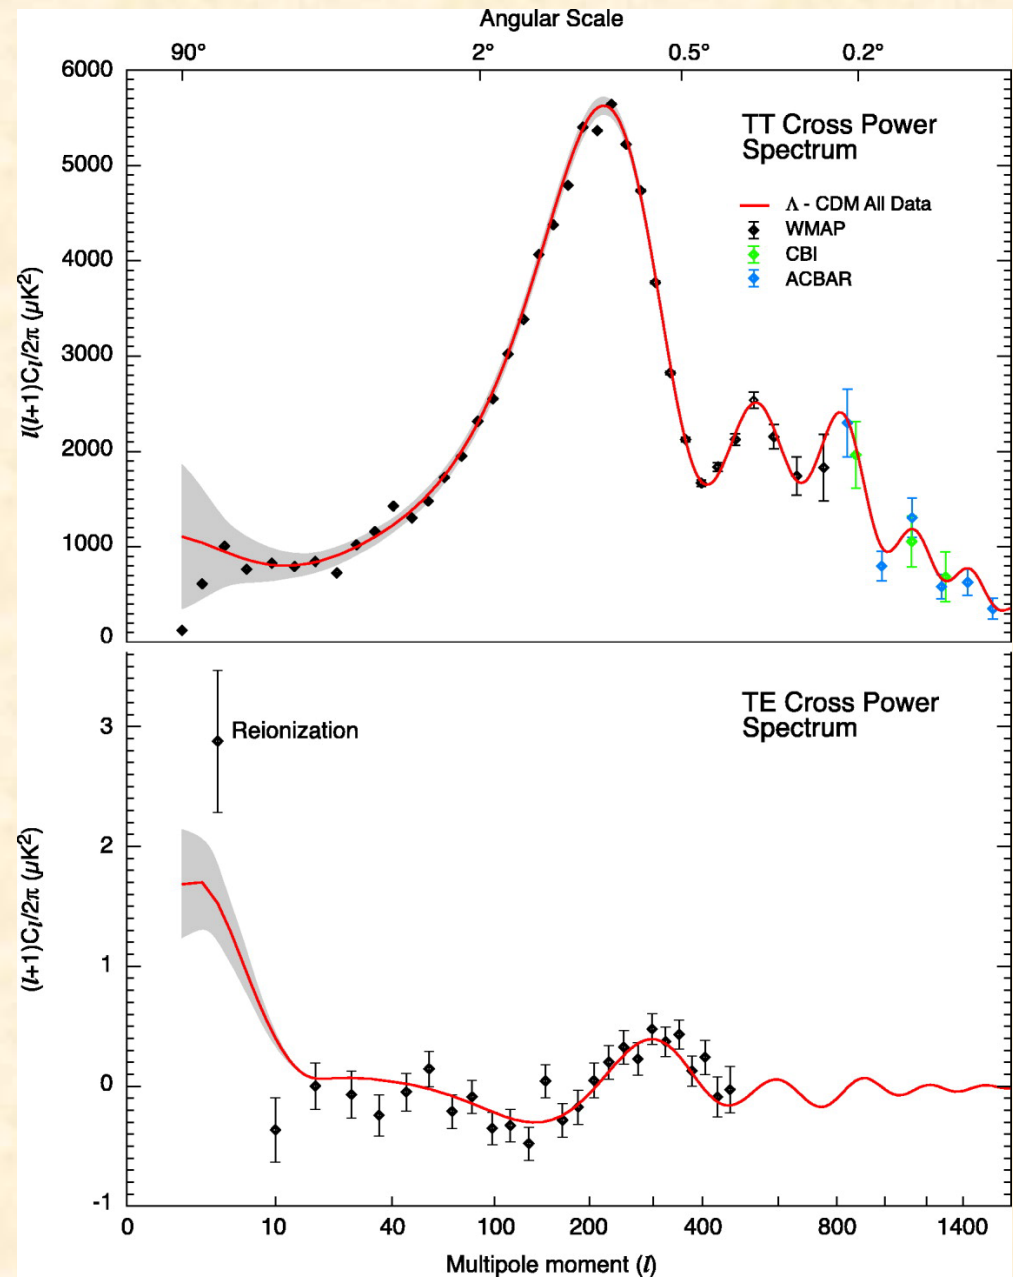 Angular Scale
90° 2° 0.5° 0.2°
6000
TT Cross Power
Spectrum
5000
Λ - CDM All Data
WMAP
CBI
4000
ACBAR
l(l+1)Cl/2π (μK²)
3000
2000
1000
0
TE Cross Power
Spectrum
3
Reionization
2
(l+1)Cl/2π (μK²)
1
0
-1
0 10 40 100 200 400 800 1400
Multipole moment (l)